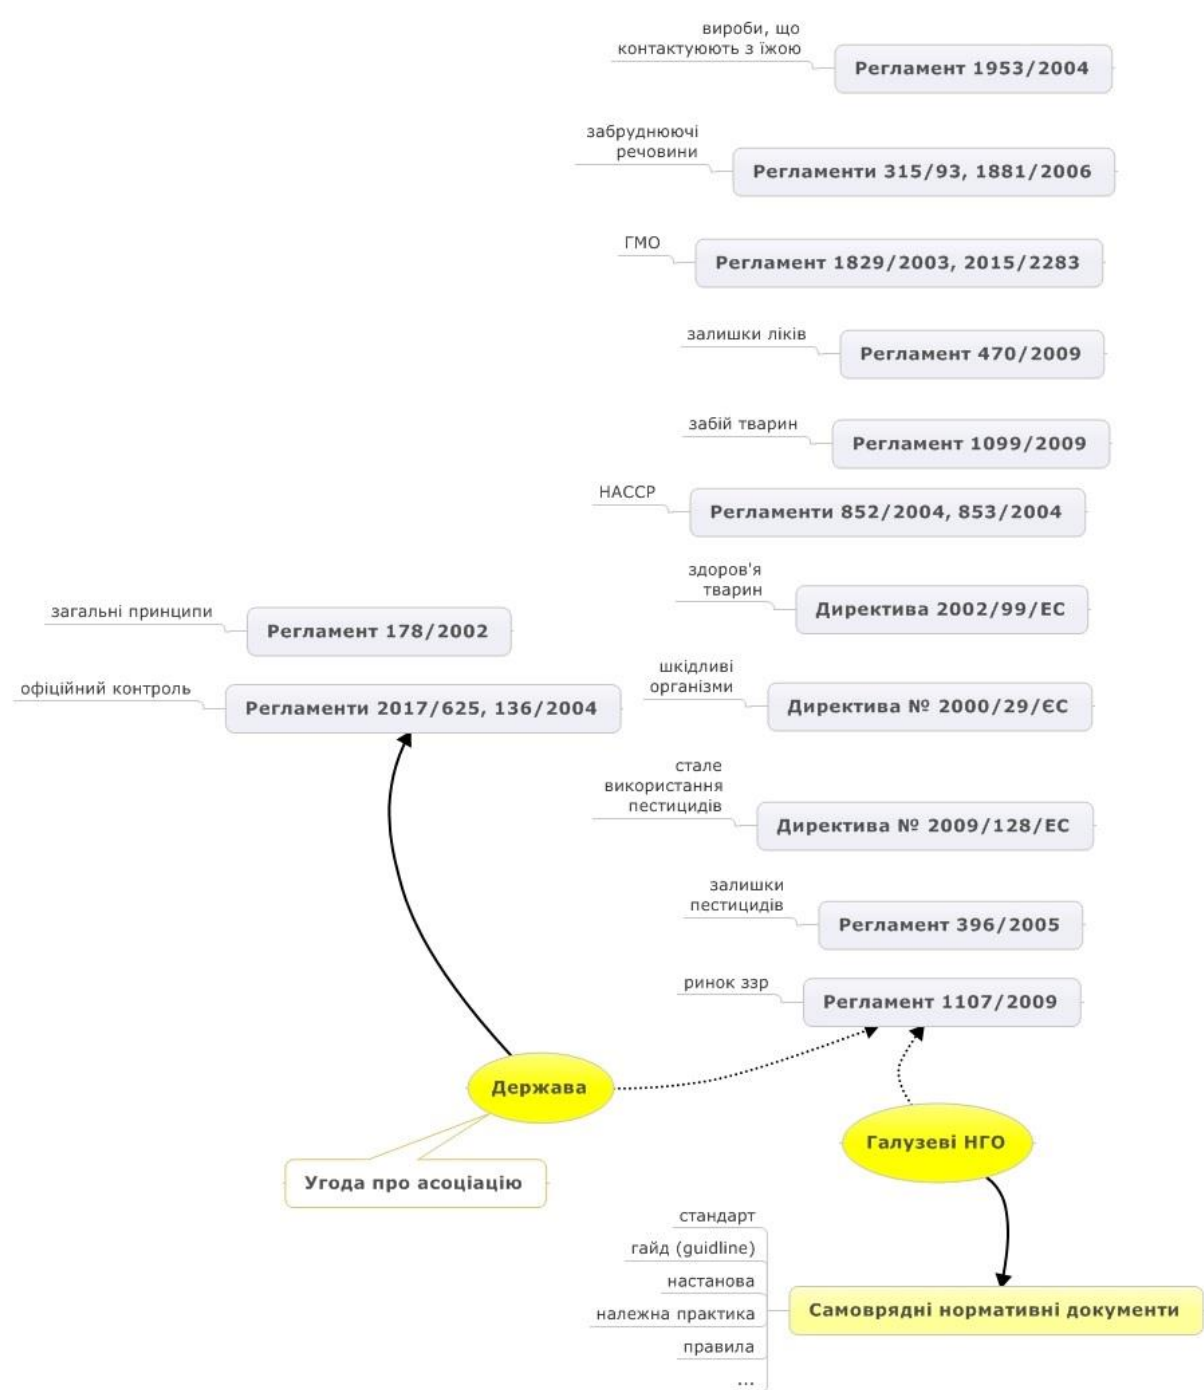 вироби, що
контактуюють з їжою
Регламент 1953/2004
забруднюючі
речовини
Регламенти 315/93, 1881/2006
ГМО
Регламент 1829/2003, 2015/2283
залишки ліків
Регламент 470/2009
забій тварин
Регламент 1099/2009
НАССР
Регламенти 852/2004, 853/2004
здоров'я
тварин
Директива 2002/99/ЕС
загальні принципи
Регламент 178/2002
офіційний контроль
Регламенти 2017/625, 136/2004
шкідливі
організми
Директива № 2000/29/ЄС
стале
використання
пестицидів
Директива № 2009/128/ЕС
залишки
пестицидів
Регламент 396/2005
ринок ззр
Регламент 1107/2009
Держава
Галузеві НГО
Угода про асоціацію
стандарт
гайд (guidline)
настанова
належна практика
правила
...
Самоврядні нормативні документи